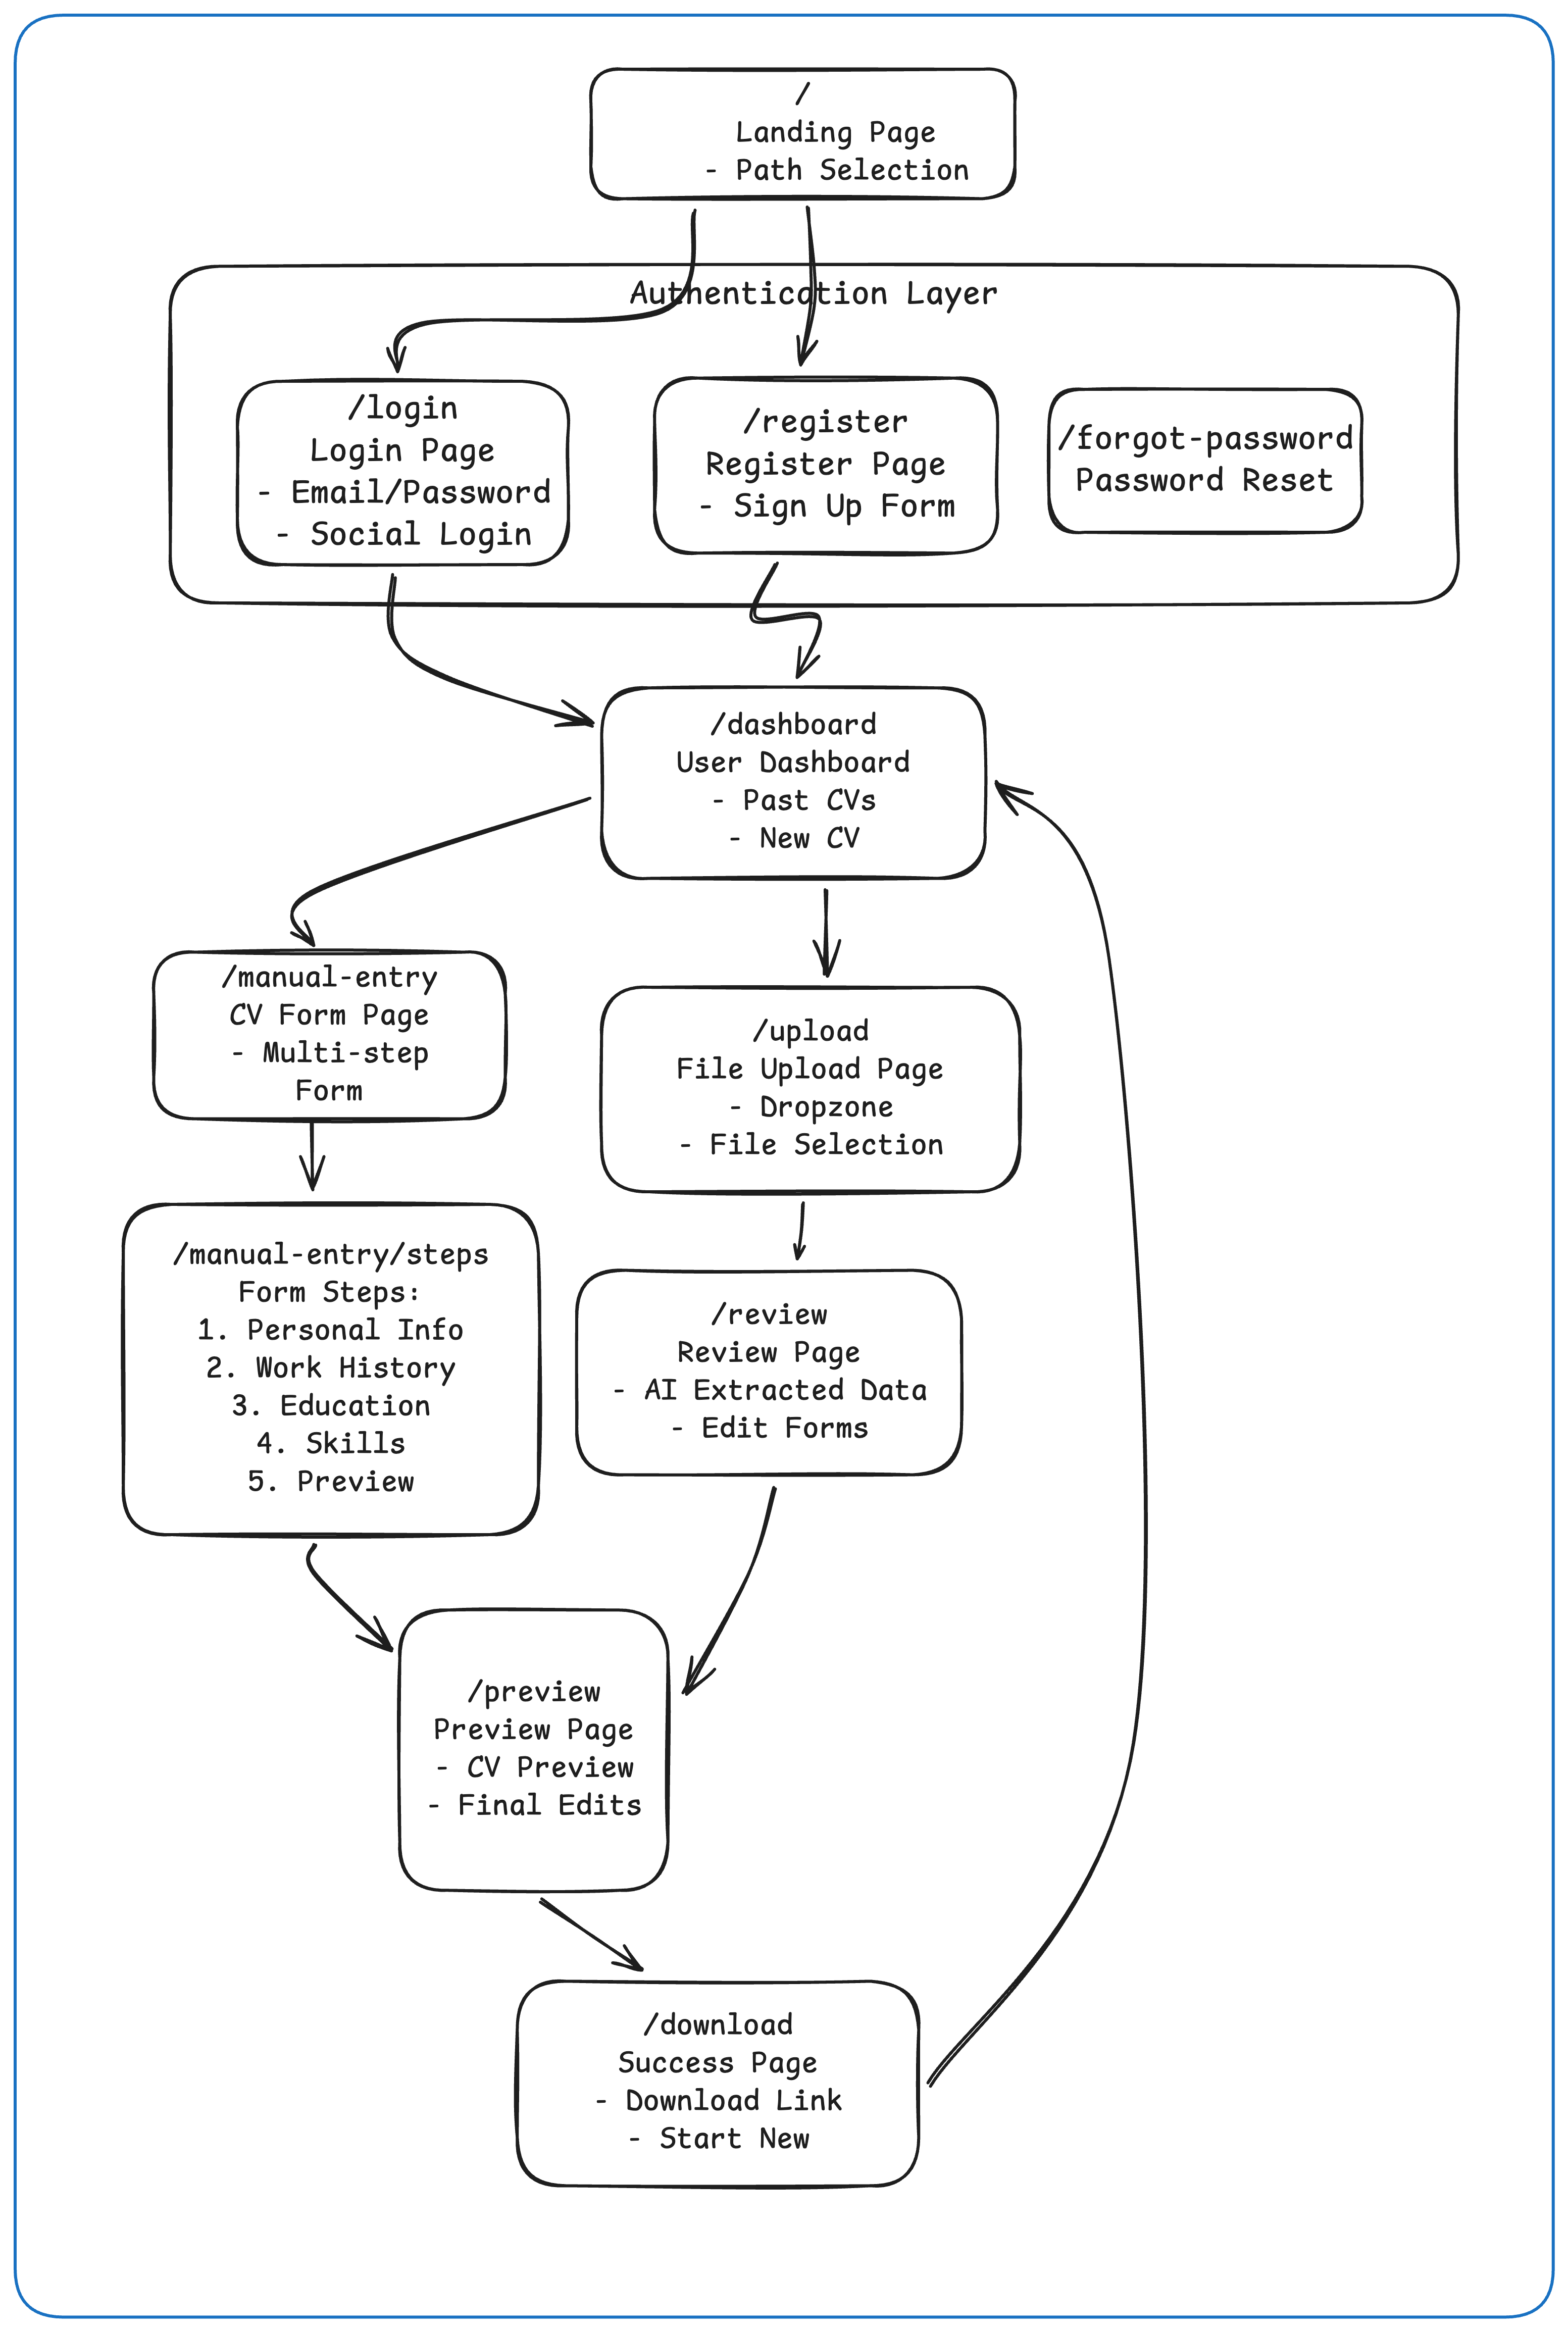 /
Landing Page
- Path Selection
Authentication Layer
/login
Login Page
- Email/Password
- Social Login
/register
Register Page
- Sign Up Form
/forgot-password
Password Reset
/dashboard
User Dashboard
- Past CVs
- New CV
/manual-entry
CV Form Page
- Multi-step
Form
/upload
File Upload Page
- Dropzone
- File Selection
/manual-entry/steps
Form Steps:
1. Personal Info
2. Work History
3. Education
4. Skills
5. Preview
/review
Review Page
- AI Extracted Data
- Edit Forms
/preview
Preview Page
- CV Preview
- Final Edits
/download
Success Page
- Download Link
- Start New